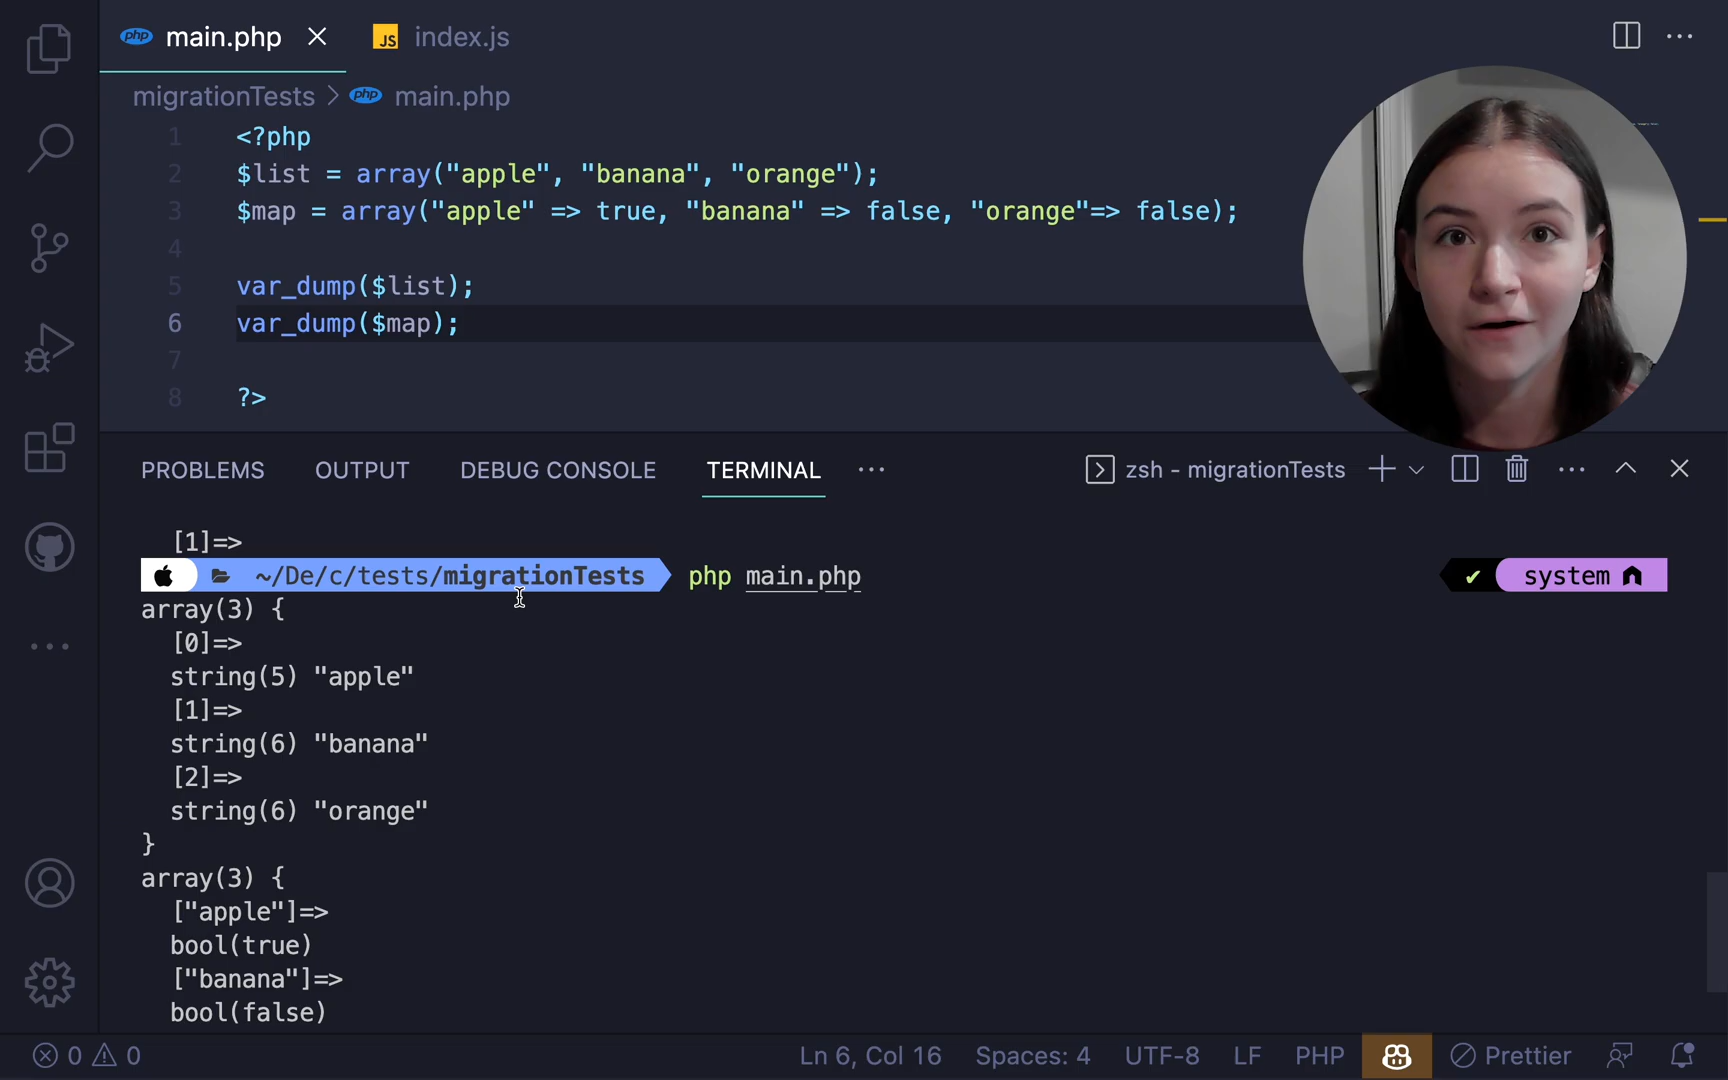 php main.php
JS index.js
migrationTests > php main.php
1 <?php
2 $list = array("apple", "banana", "orange");
3 $map = array("apple" => true, "banana" => false, "orange"=> false);
4
5 var_dump($list);
6 var_dump($map);
7
8 ?>
PROBLEMS OUTPUT DEBUG CONSOLE TERMINAL ··· zsh - migrationTests
[1]=>
~/De/c/tests/migrationTests php main.php ✔ system
array(3) {
[0]=>
string(5) "apple"
[1]=>
string(6) "banana"
[2]=>
string(6) "orange"
}
array(3) {
["apple"]=>
bool(true)
["banana"]=>
bool(false)
0 0 Ln 6, Col 16 Spaces: 4 UTF-8 LF PHP Prettier